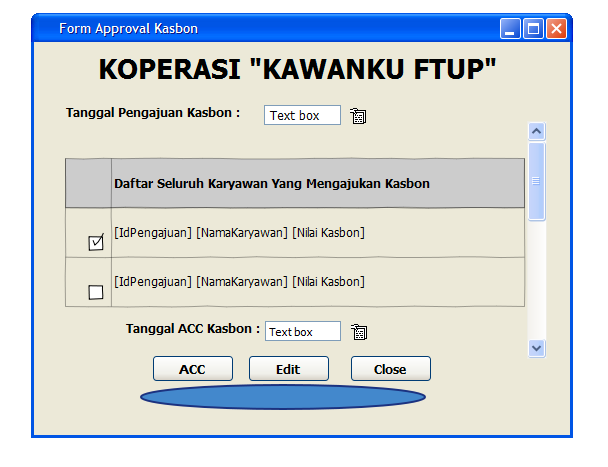 Form Approval Kasbon
KOPERASI "KAWANKU FTUP"
Tanggal Pengajuan Kasbon : Text box
Daftar Seluruh Karyawan Yang Mengajukan Kasbon
[IdPengajuan] [NamaKaryawan] [Nilai Kasbon]
[IdPengajuan] [NamaKaryawan] [Nilai Kasbon]
Tanggal ACC Kasbon : Text box
ACC Edit Close